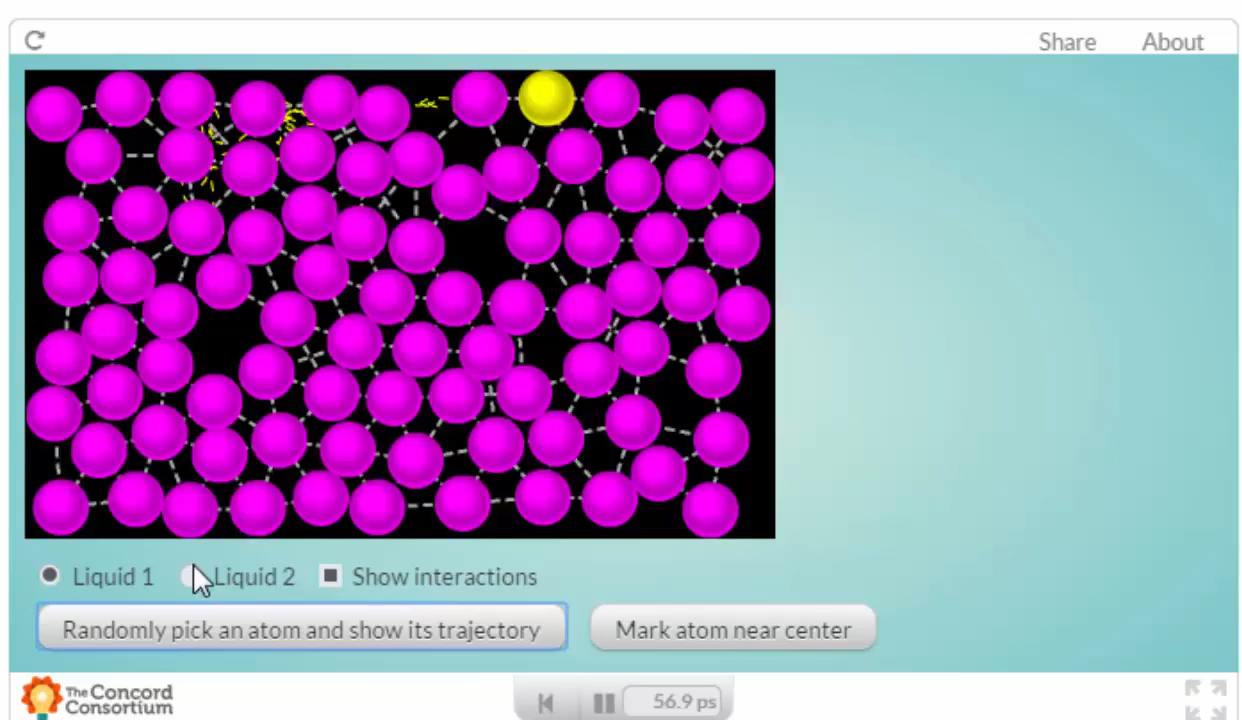 Share About
Liquid 1 Liquid 2 Show interactions
Randomly pick an atom and show its trajectory Mark atom near center
The Concord
Consortium
56.9 ps